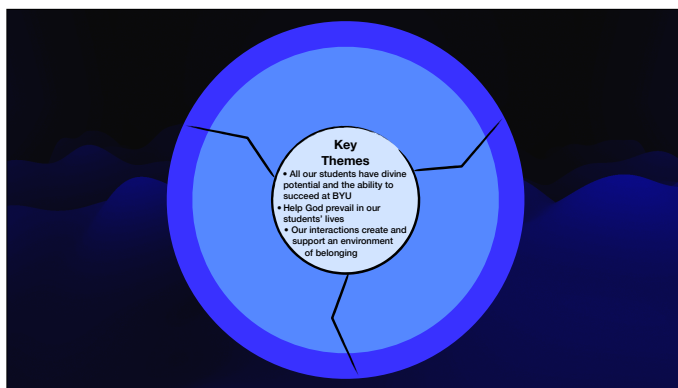 Key
Themes
• All our students have divine
potential and the ability to
succeed at BYU
• Help God prevail in our
students' lives
• Our interactions create and
support an environment
of belonging